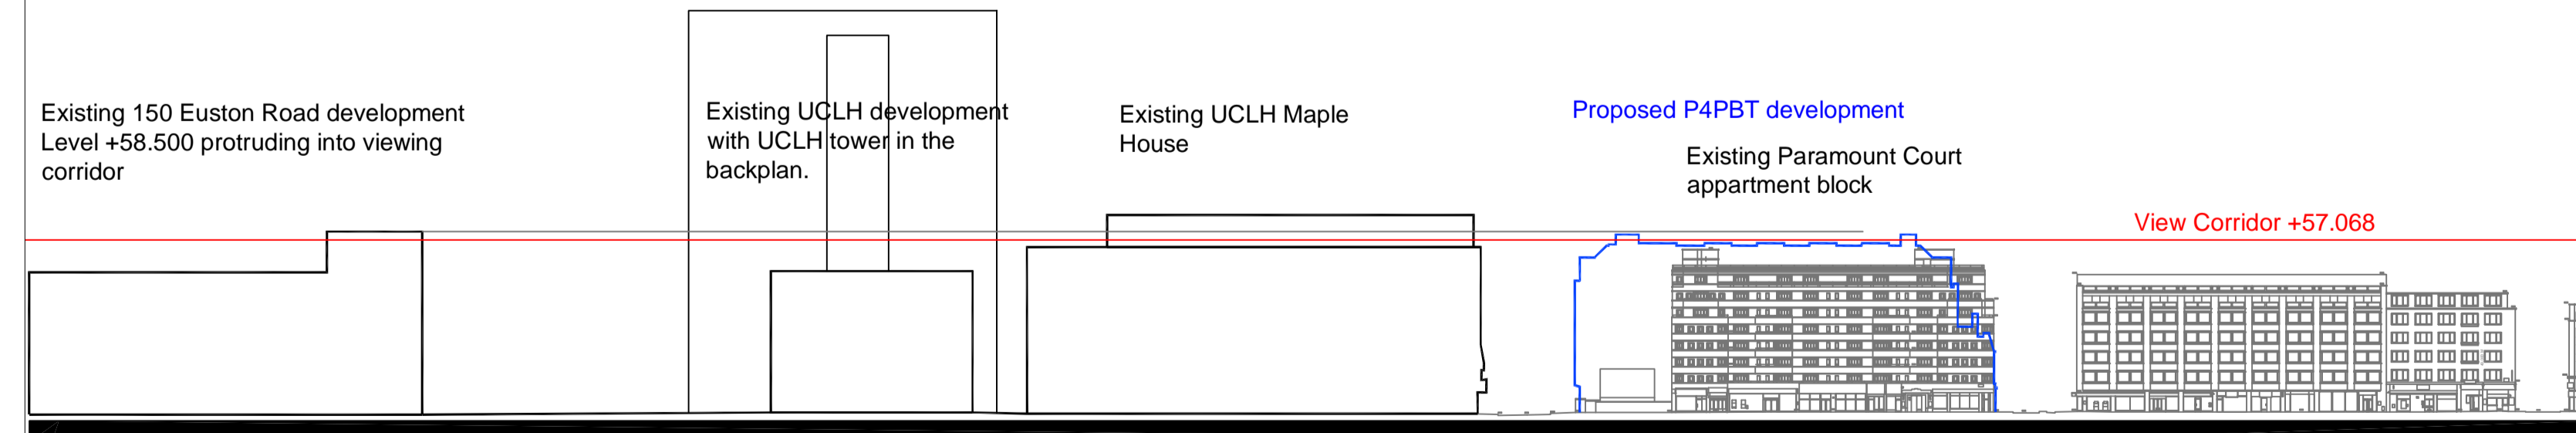 Existing 150 Euston Road development
Level +58.500 protruding into viewing
corridor
Existing UCLH development
with UCLH tower in the
backplan.
Existing UCLH Maple
House
Proposed P4PBT development
Existing Paramount Court
appartment block
View Corridor +57.068